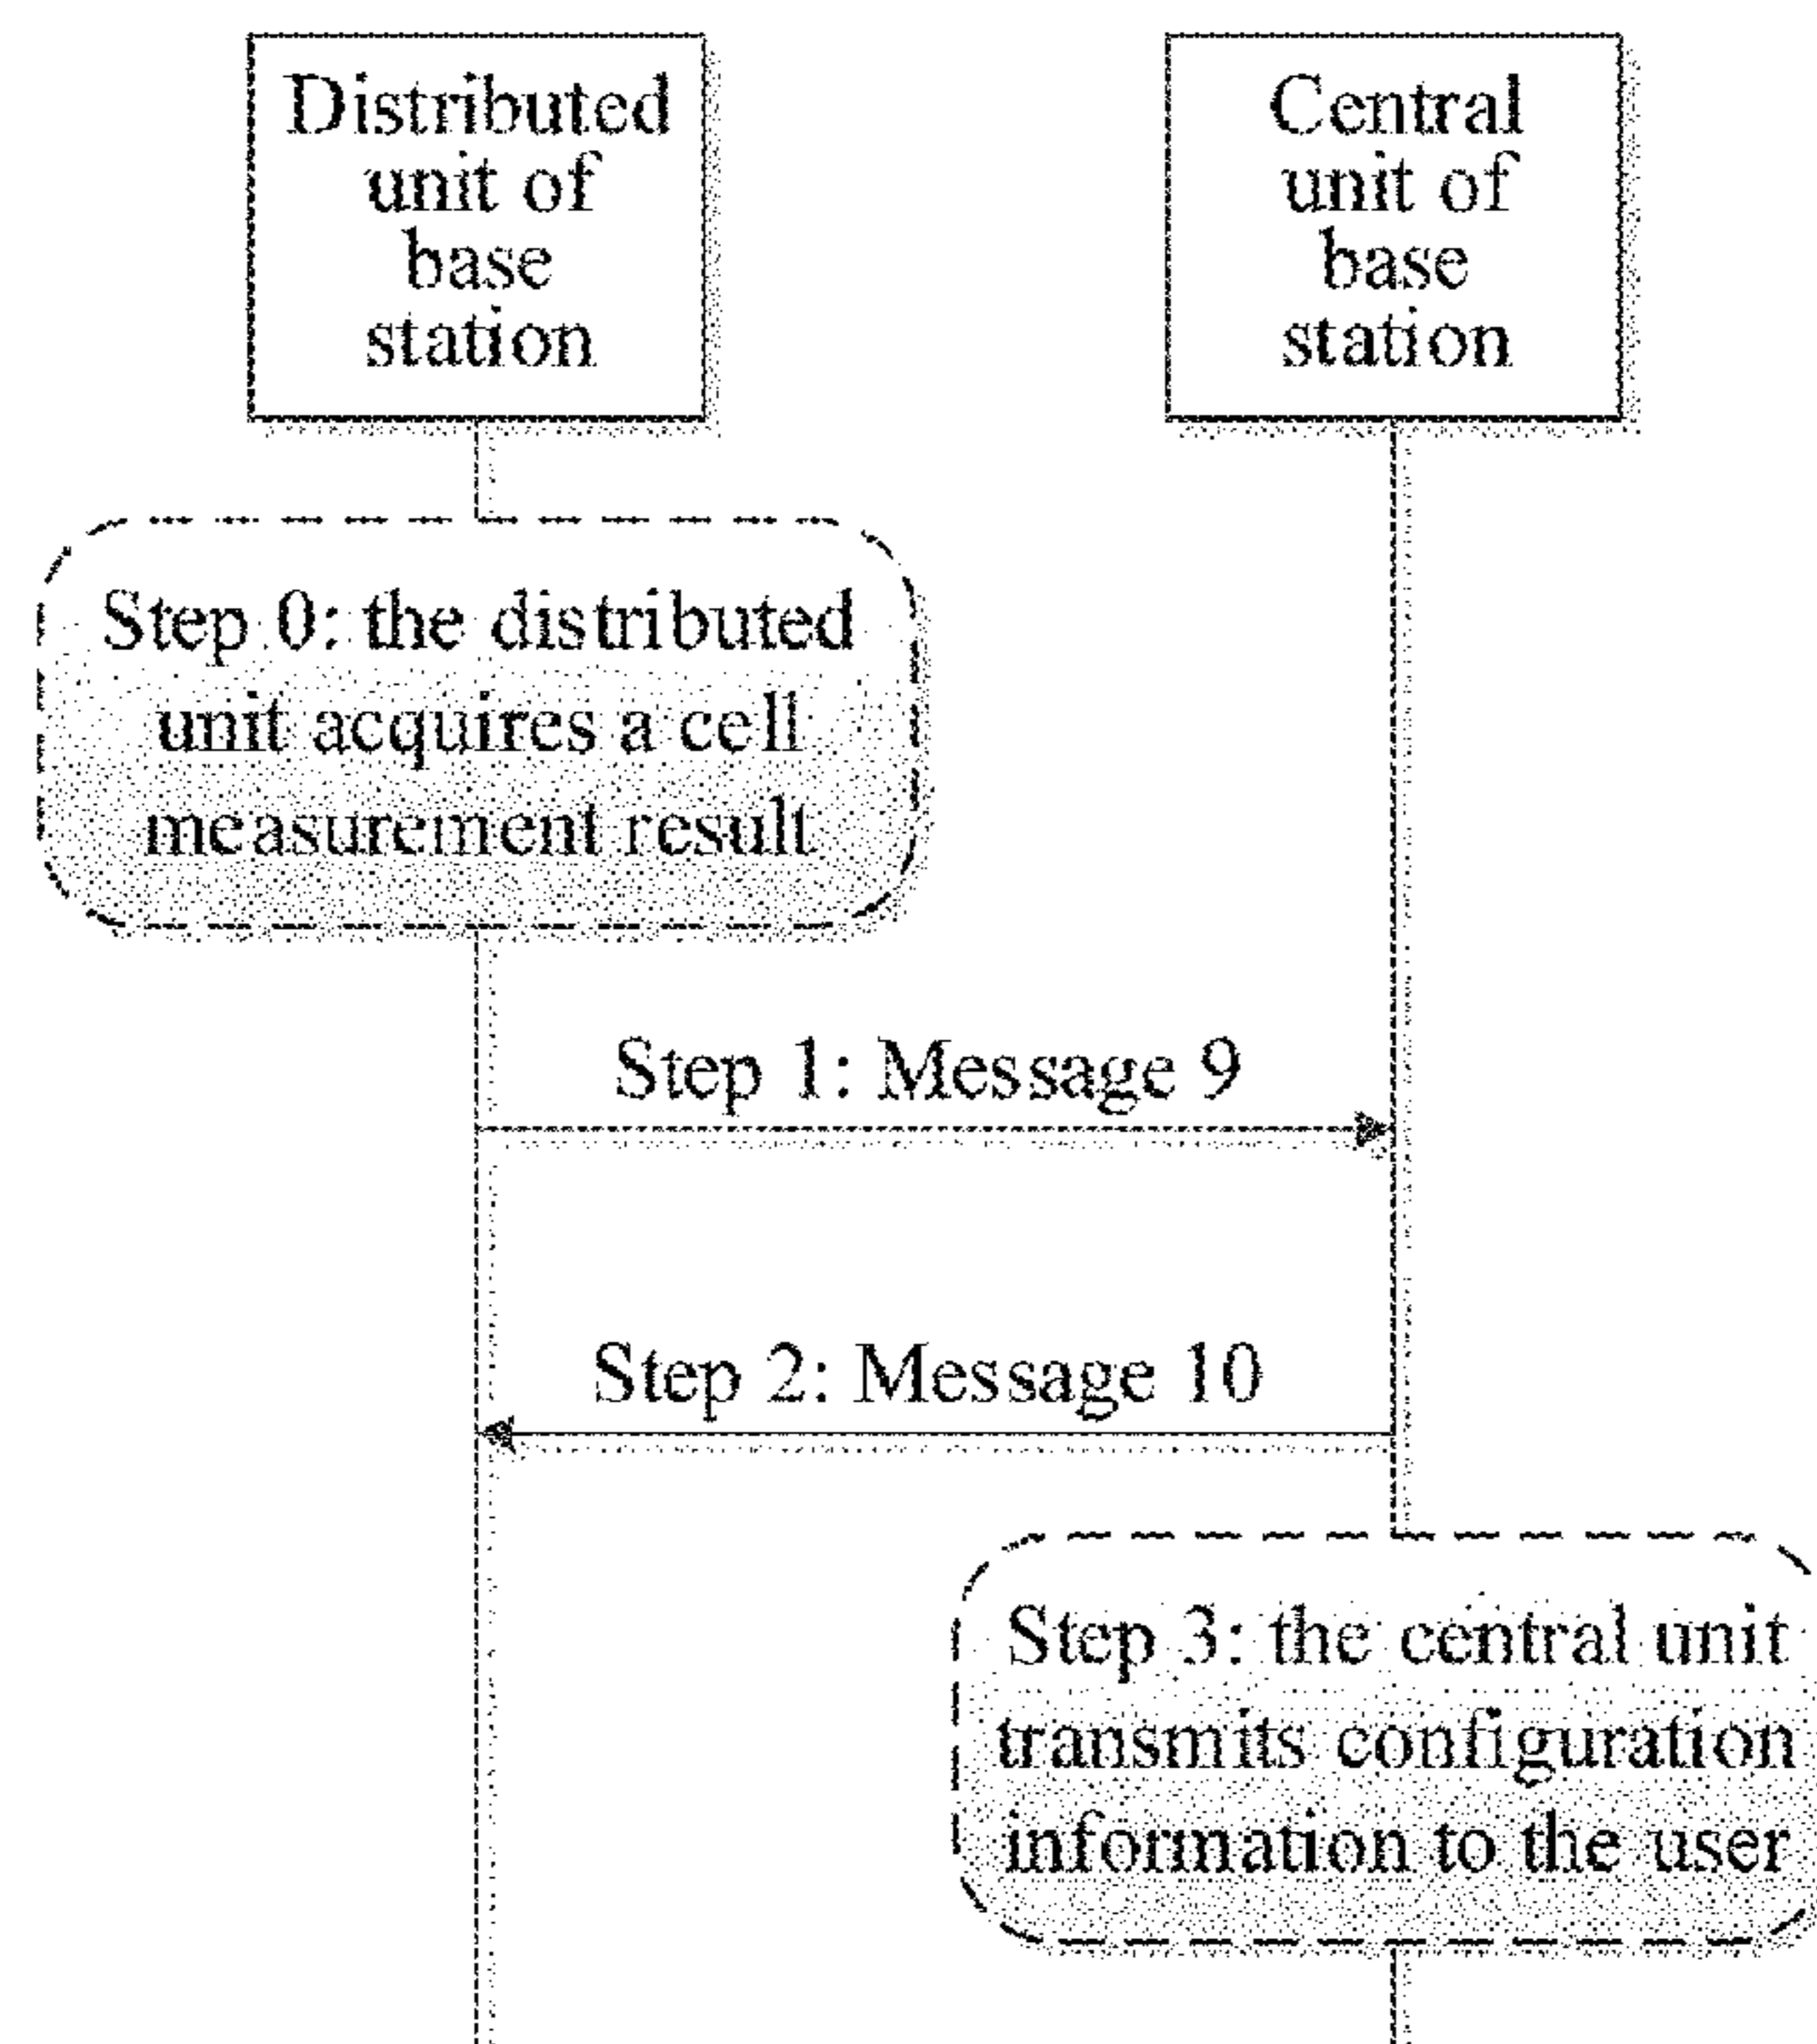 Distributed
unit of
base
station
Central
unit of
base
station
Step 0: the distributed
unit acquires a cell
measurement result
Step 1: Message 9
Step 2: Message 10
Step 3: the central unit
transmits configuration
information to the user